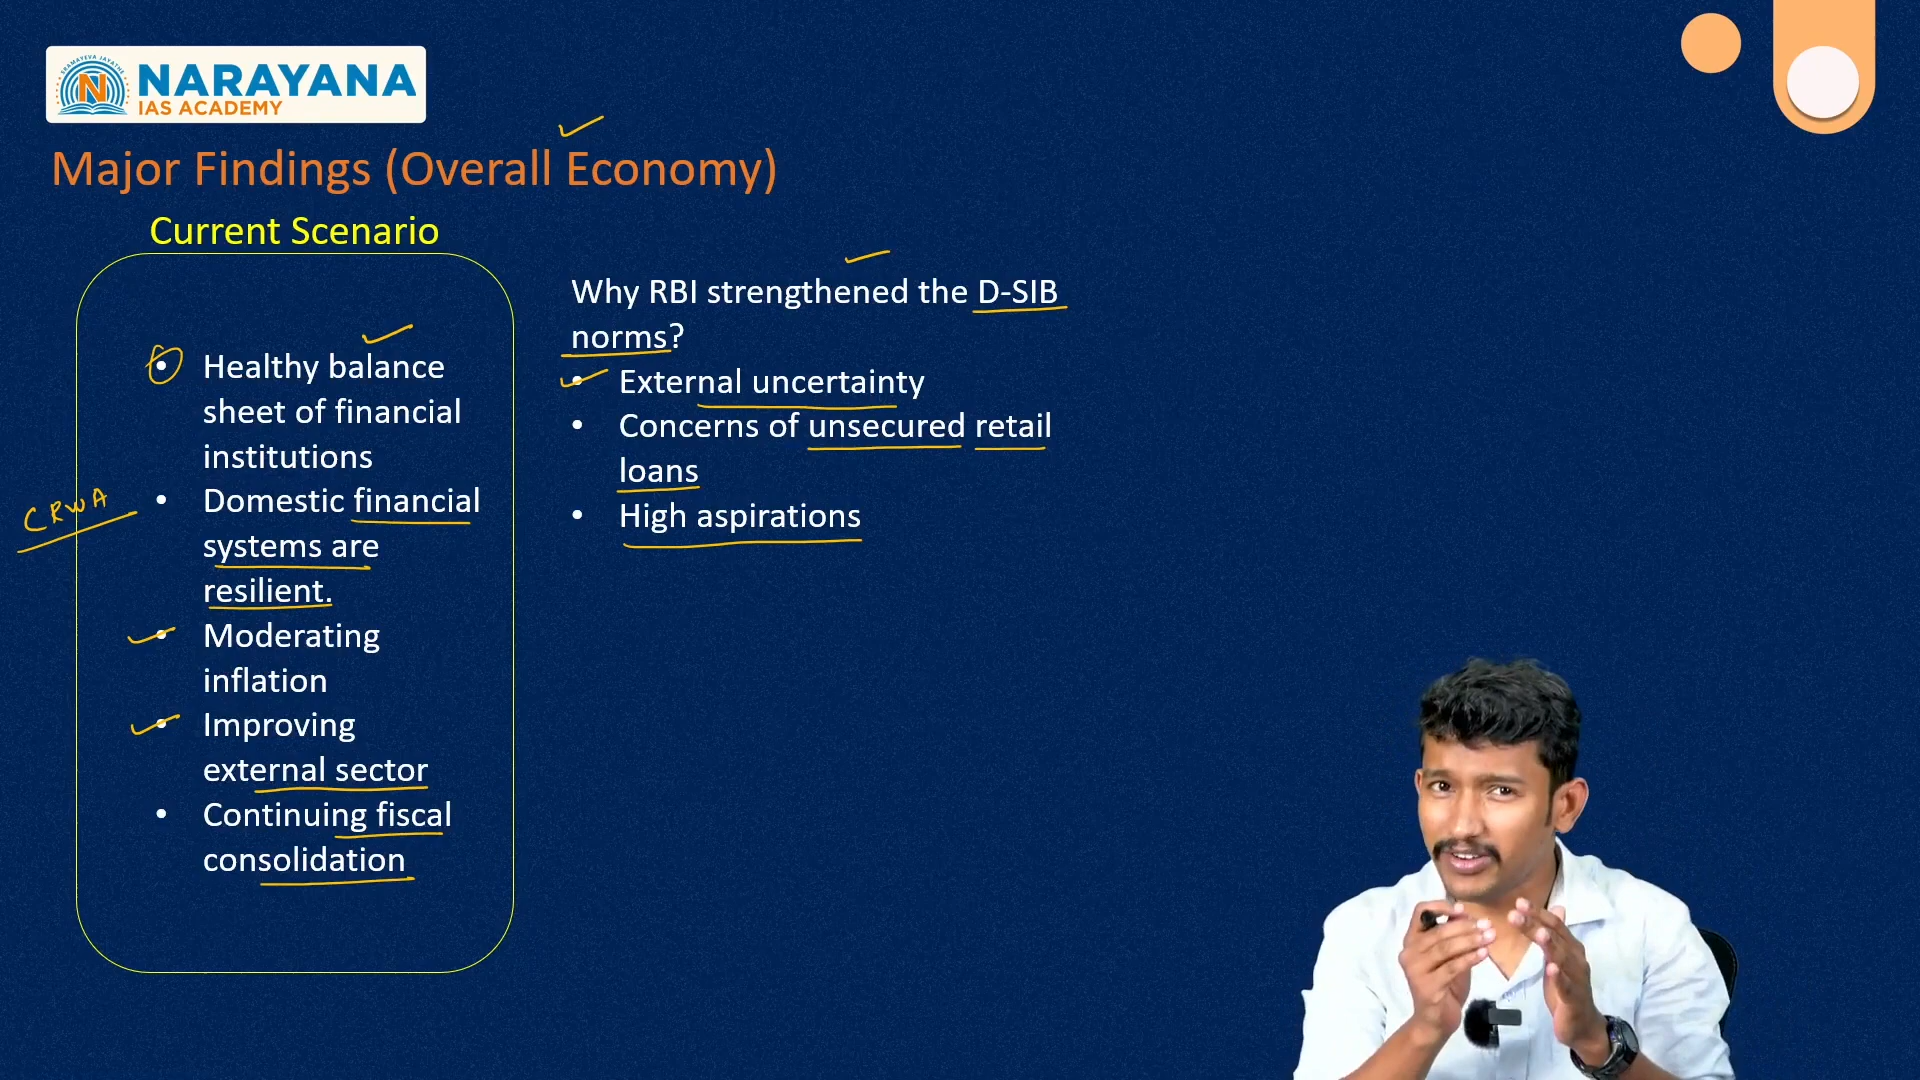 SRAMAYEVA JAYATHE
N
NARAYANA
IAS ACADEMY
Major Findings (Overall Economy)
Current Scenario
• Healthy balance
sheet of financial
institutions
CRWA
• Domestic financial
systems are
resilient.
• Moderating
inflation
• Improving
external sector
• Continuing fiscal
consolidation
Why RBI strengthened the D-SIB
norms?
• External uncertainty
• Concerns of unsecured retail
loans
• High aspirations